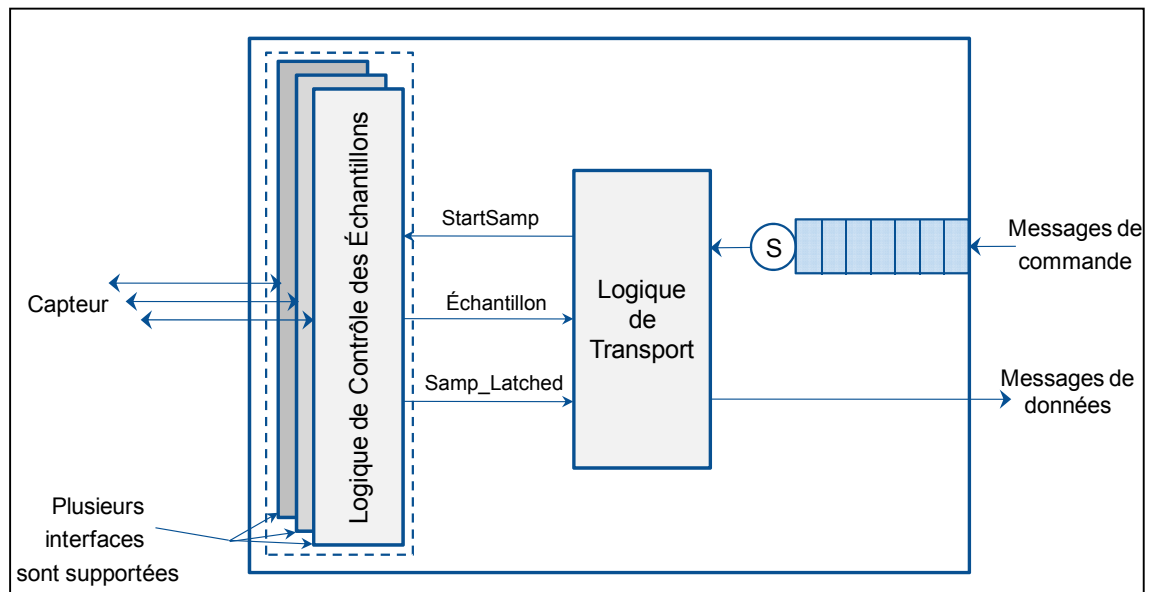 Capteur
Plusieurs
interfaces
sont supportées
Logique de Contrôle des Échantillons
StartSamp
Échantillon
Samp_Latched
Logique
de
Transport
S
Messages de
commande
Messages de
données